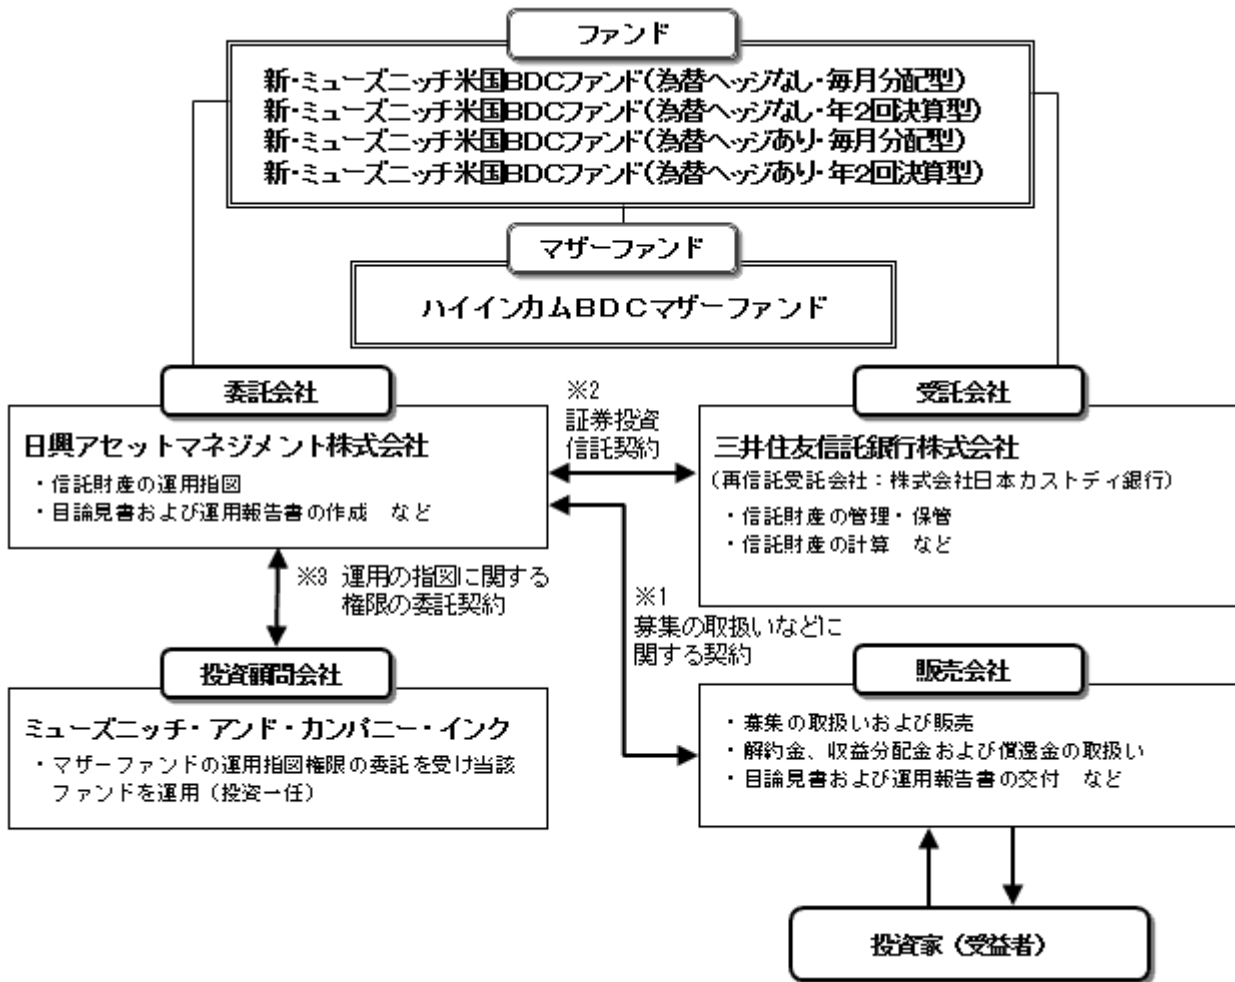 ファンド
新・ミューズニッチ米国BDCファンド(為替ヘッジなし・毎月分配型)
新・ミューズニッチ米国BDCファンド(為替ヘッジなし・年2回決算型)
新・ミューズニッチ米国BDCファンド(為替ヘッジあり・毎月分配型)
新・ミューズニッチ米国BDCファンド(為替ヘッジあり・年2回決算型)
マザーファンド
ハイインカムBDCマザーファンド
委託会社
日興アセットマネジメント株式会社
・信託財産の運用指図
・目論見書および運用報告書の作成 など
※2
証券投資
信託契約
受託会社
三井住友信託銀行株式会社
(再信託受託会社:株式会社日本カストディ銀行)
・信託財産の管理・保管
・信託財産の計算 など
※3 運用の指図に関する
権限の委託契約
※1
募集の取扱いなどに
関する契約
投資顧問会社
ミューズニッチ・アンド・カンパニー・インク
・マザーファンドの運用指図権限の委託を受け当該
ファンドを運用(投資一任)
販売会社
・募集の取扱いおよび販売
・解約金、収益分配金および償還金の取扱い
・目論見書および運用報告書の交付 など
投資家(受益者)